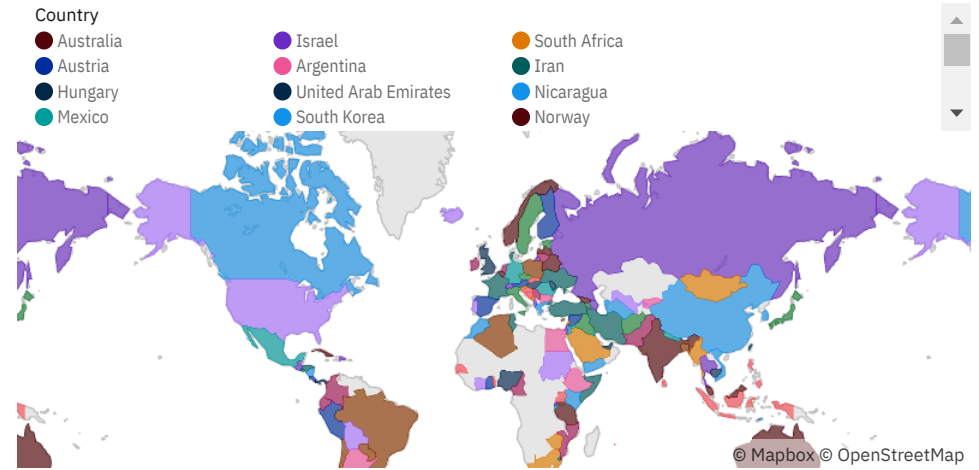 Country
Australia Israel South Africa
Austria Argentina Iran
Hungary United Arab Emirates Nicaragua
Mexico South Korea Norway
© Mapbox © OpenStreetMap